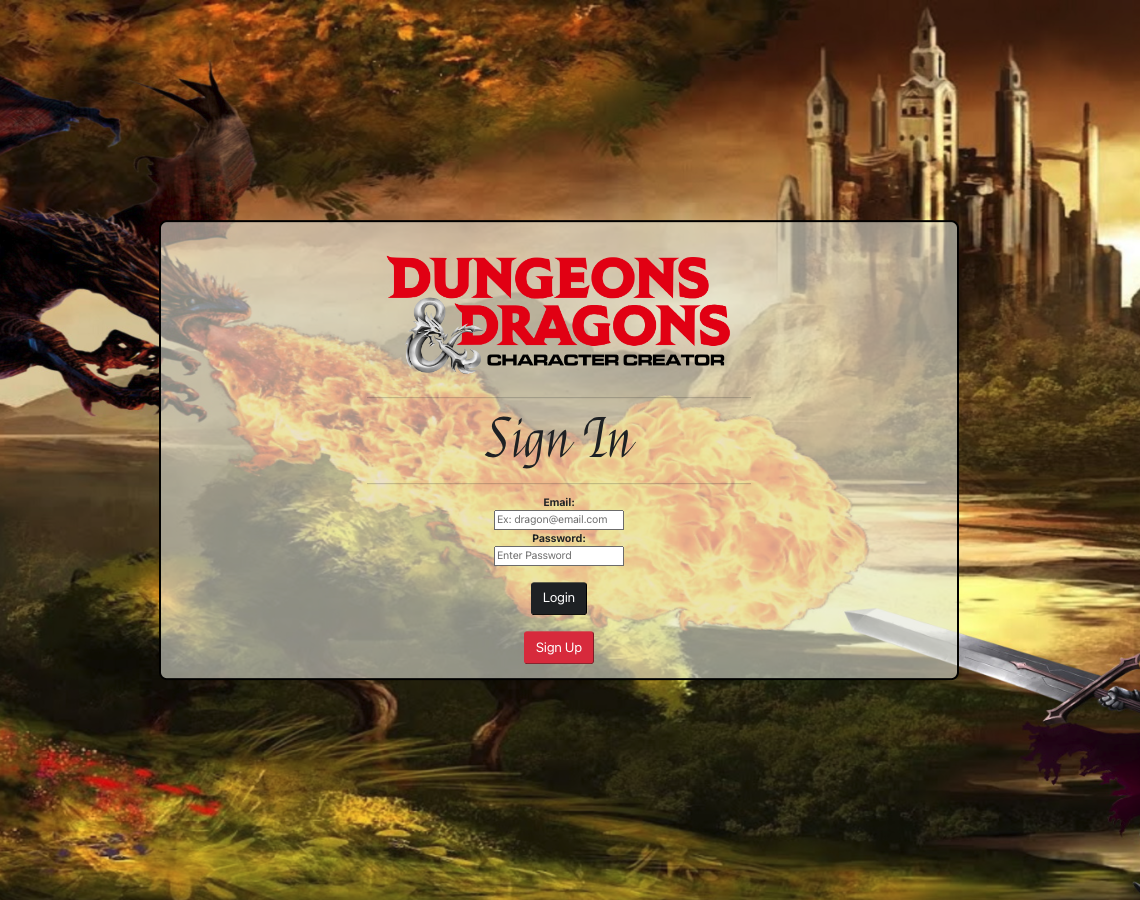 DUNGEONS
& DRAGONS
CHARACTER CREATOR
Sign In
Email:
Ex: dragon@email.com
Password:
Enter Password
Login
Sign Up